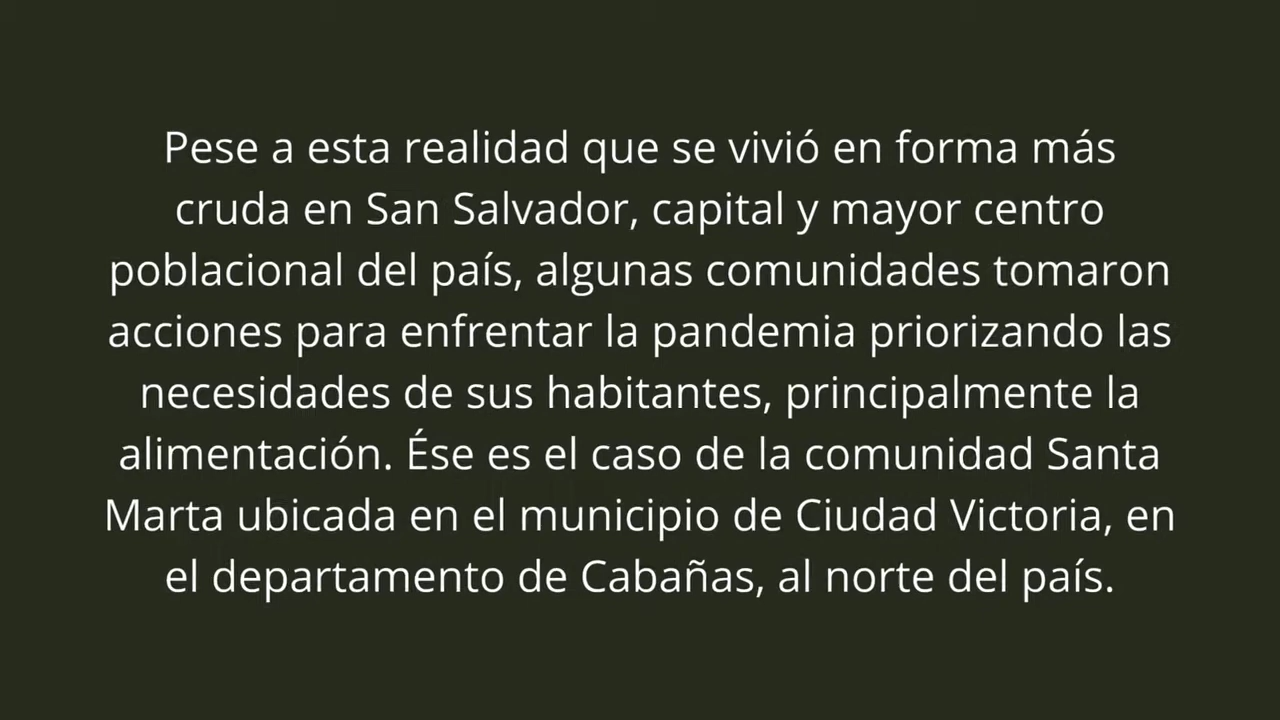 Pese a esta realidad que se vivió en forma más
cruda en San Salvador, capital y mayor centro
poblacional del país, algunas comunidades tomaron
acciones para enfrentar la pandemia priorizando las
necesidades de sus habitantes, principalmente la
alimentación. Ése es el caso de la comunidad Santa
Marta ubicada en el municipio de Ciudad Victoria, en
el departamento de Cabañas, al norte del país.